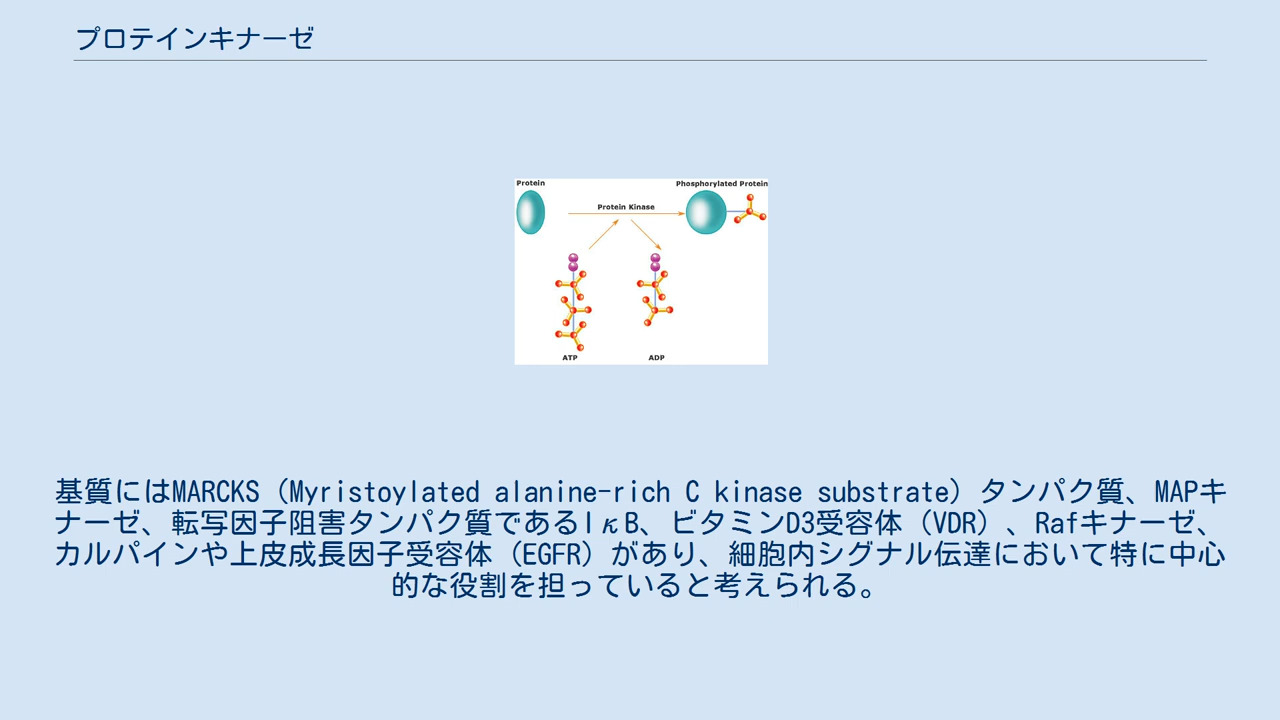 プロテインキナーゼ
Protein
Phosphorylated Protein
Protein Kinase
ATP
ADP
基質にはMARCKS（Myristoylated alanine-rich C kinase substrate）タンパク質、MAPキ
ナーゼ、転写因子阻害タンパク質であるIκB、ビタミンD3受容体（VDR）、Rafキナーゼ、
カルパインや上皮成長因子受容体（EGFR）があり、細胞内シグナル伝達において特に中心
的な役割を担っていると考えられる。